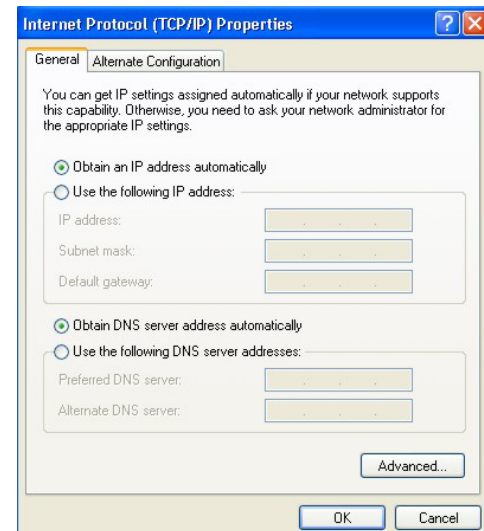 Internet Protocol (TCP/IP) Properties
General
Alternate Configuration
You can get IP settings assigned automatically if your network supports
this capability. Otherwise, you need to ask your network administrator for
the appropriate IP settings.
Obtain an IP address automatically
Use the following IP address:
IP address:
Subnet mask:
Default gateway:
Obtain DNS server address automatically
Use the following DNS server addresses:
Preferred DNS server:
Alternate DNS server:
Advanced...
OK
Cancel